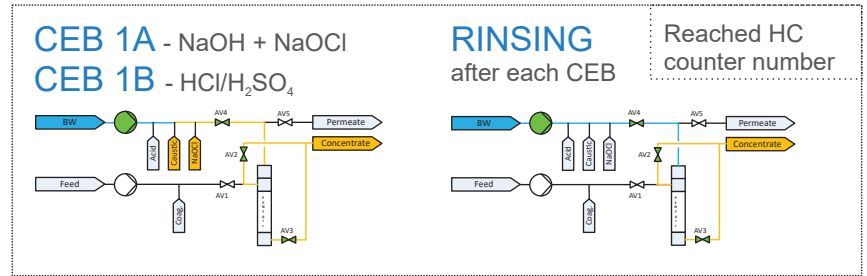 CEB 1A - NaOH + NaOCl
CEB 1B - HCl/H₂SO₄
RINSING
after each CEB
Reached HC
counter number
BW
Acid
Caustic
NaOCl
AV4
AV5
Permeate
Concentrate
AV2
Feed
Coag.
AV1
PENTAIR
AV3
BW
Acid
Caustic
NaOCl
AV4
AV5
Permeate
Concentrate
AV2
Feed
Coag.
AV1
PENTAIR
AV3